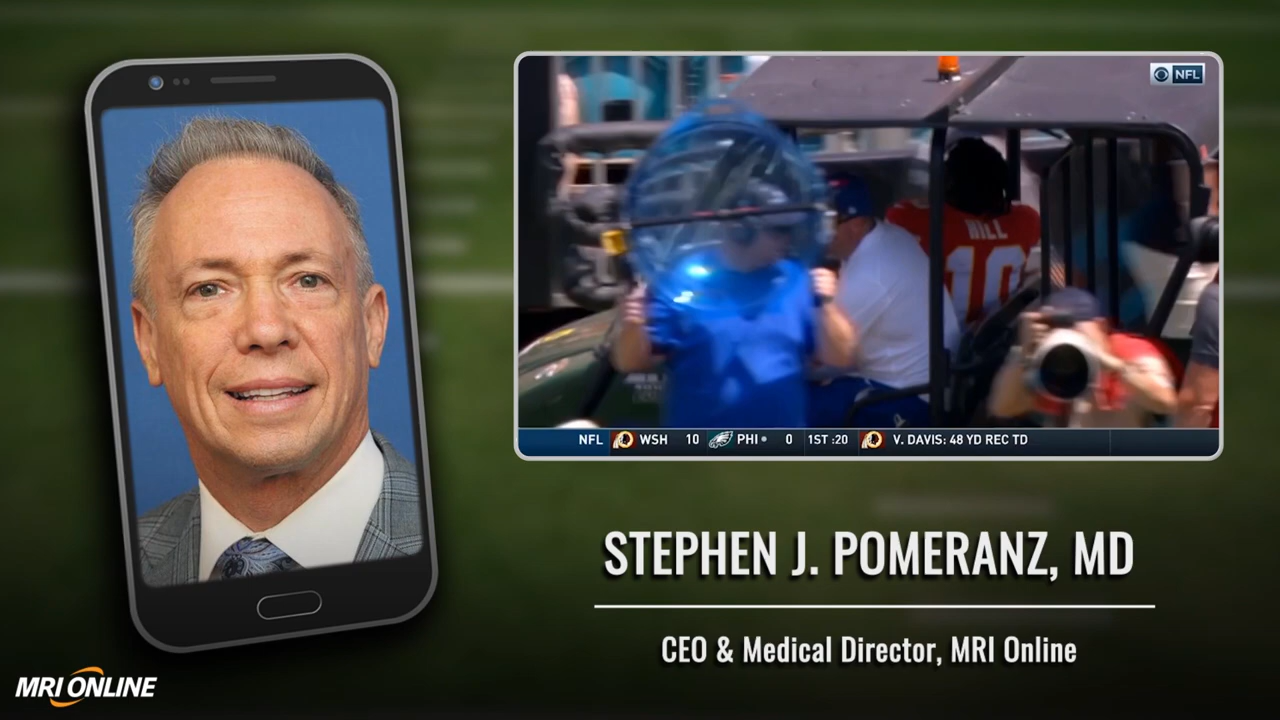 NFL
HILL
10
NFL WSH 10 PHI 0 1ST :20 V. DAVIS: 48 YD REC TD
STEPHEN J. POMERANZ, MD
CEO & Medical Director, MRI Online
MRI ONLINE